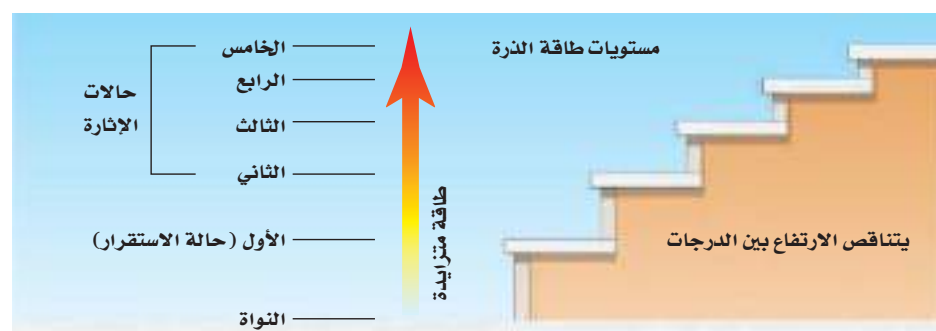 مستويات طاقة الذرة
الخامس
الرابع
الثالث
الثاني
حالات
الإثارة
الأول (حالة الاستقرار)
النواة
طاقة متزايدة
يتناقص الارتفاع بين الدرجات